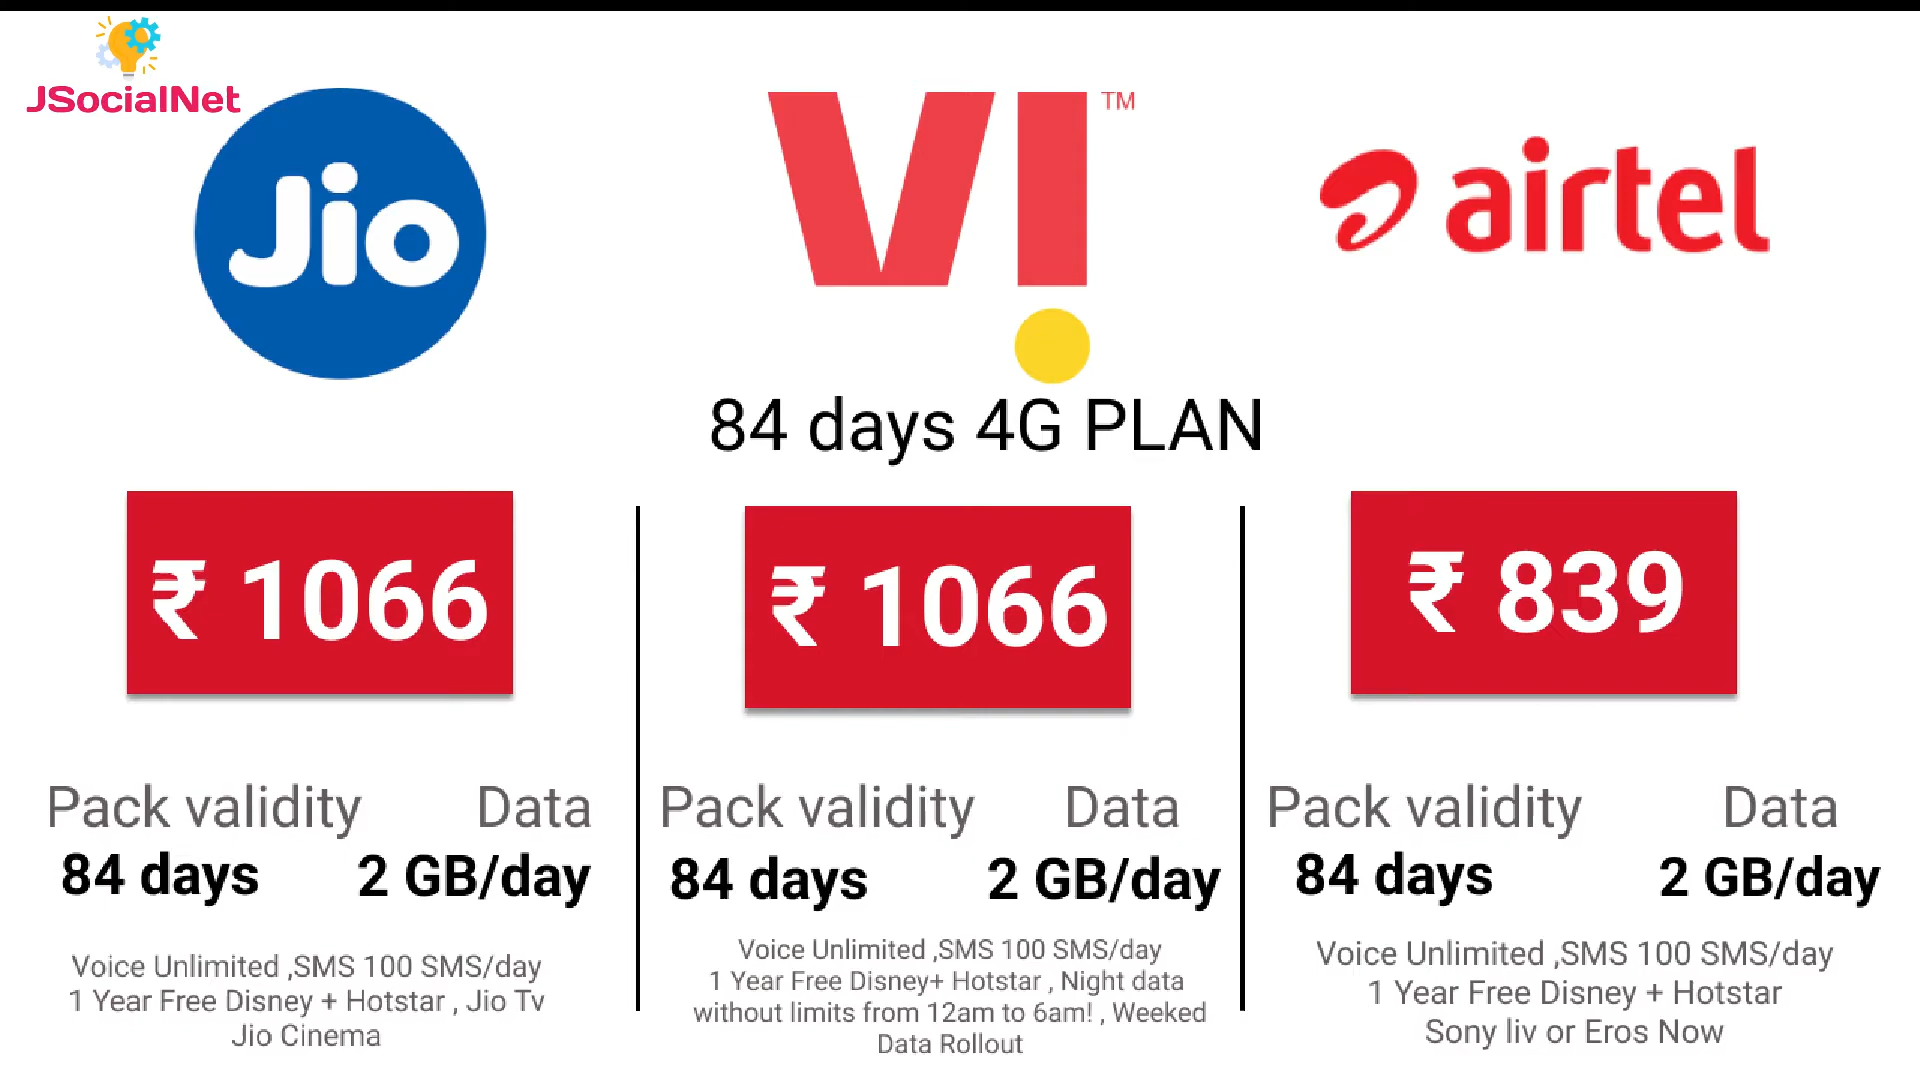 JSocialNet
Jio
VI™
airtel
84 days 4G PLAN
₹ 1066
₹ 1066
₹ 839
Pack validity Data
84 days 2 GB/day
Voice Unlimited ,SMS 100 SMS/day
1 Year Free Disney + Hotstar , Jio Tv
Jio Cinema
Pack validity Data
84 days 2 GB/day
Voice Unlimited ,SMS 100 SMS/day
1 Year Free Disney+ Hotstar , Night data
without limits from 12am to 6am! , Weeked
Data Rollout
Pack validity Data
84 days 2 GB/day
Voice Unlimited ,SMS 100 SMS/day
1 Year Free Disney + Hotstar
Sony liv or Eros Now